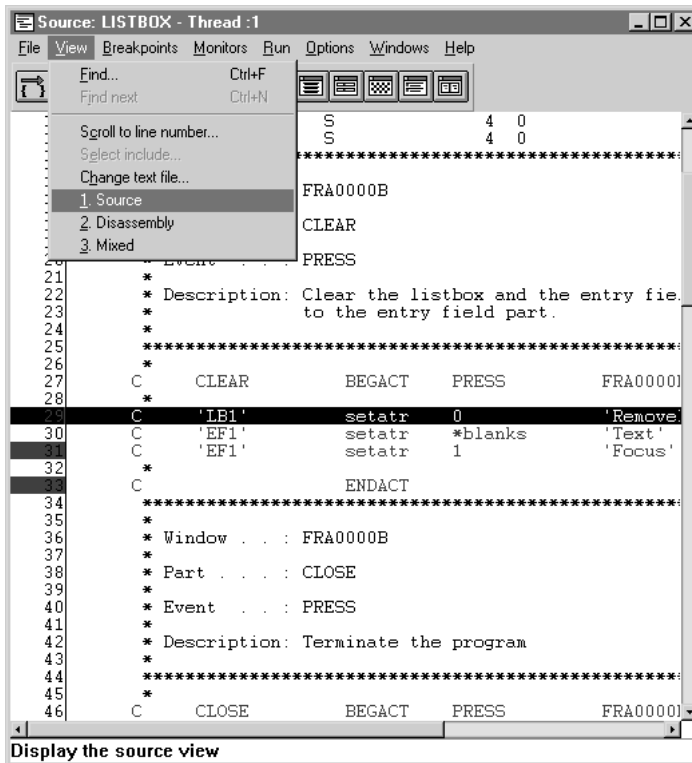 Source: LISTBOX - Thread :1
File View Breakpoints Monitors Run Options Windows Help
Find... Ctrl+F
Find next Ctrl+N
Scroll to line number...
Select include...
Change text file...
1. Source
2. Disassembly
3. Mixed
S 4 0
S 4 0
*****************************************
FRA0000B
CLEAR
20 * Event . . . : PRESS
21 *
22 * Description: Clear the listbox and the entry fie
23 * to the entry field part.
24 *
25 ************************************************************
26 *
27 C CLEAR BEGACT PRESS FRA0000
28 *
29 C 'LB1' setatr 0 'Remove
30 C 'EF1' setatr *blanks 'Text'
31 C 'EF1' setatr 1 'Focus'
32 *
33 C ENDACT
34 ************************************************************
35 *
36 * Window . . : FRA0000B
37 *
38 * Part . . . : CLOSE
39 *
40 * Event . . : PRESS
41 *
42 * Description: Terminate the program
43 *
44 ************************************************************
45 *
46 C CLOSE BEGACT PRESS FRA0000
Display the source view